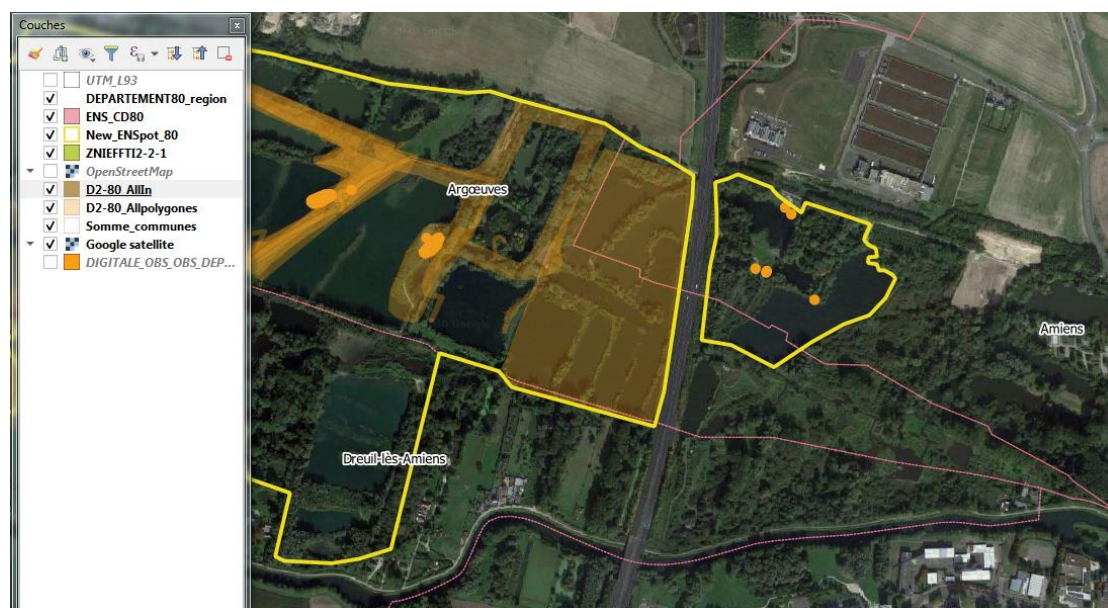 Couches
UTM_L93
DEPARTEMENT80_region
ENS_CD80
New_ENSpot_80
ZNIEFFTI2-2-1
OpenStreetMap
D2-80_AllIn
D2-80_Allpolygones
Somme_communes
Google satellite
DIGITALE_OBS_OBS_DEP...
Argœuves
Amiens
Dreuil-lès-Amiens